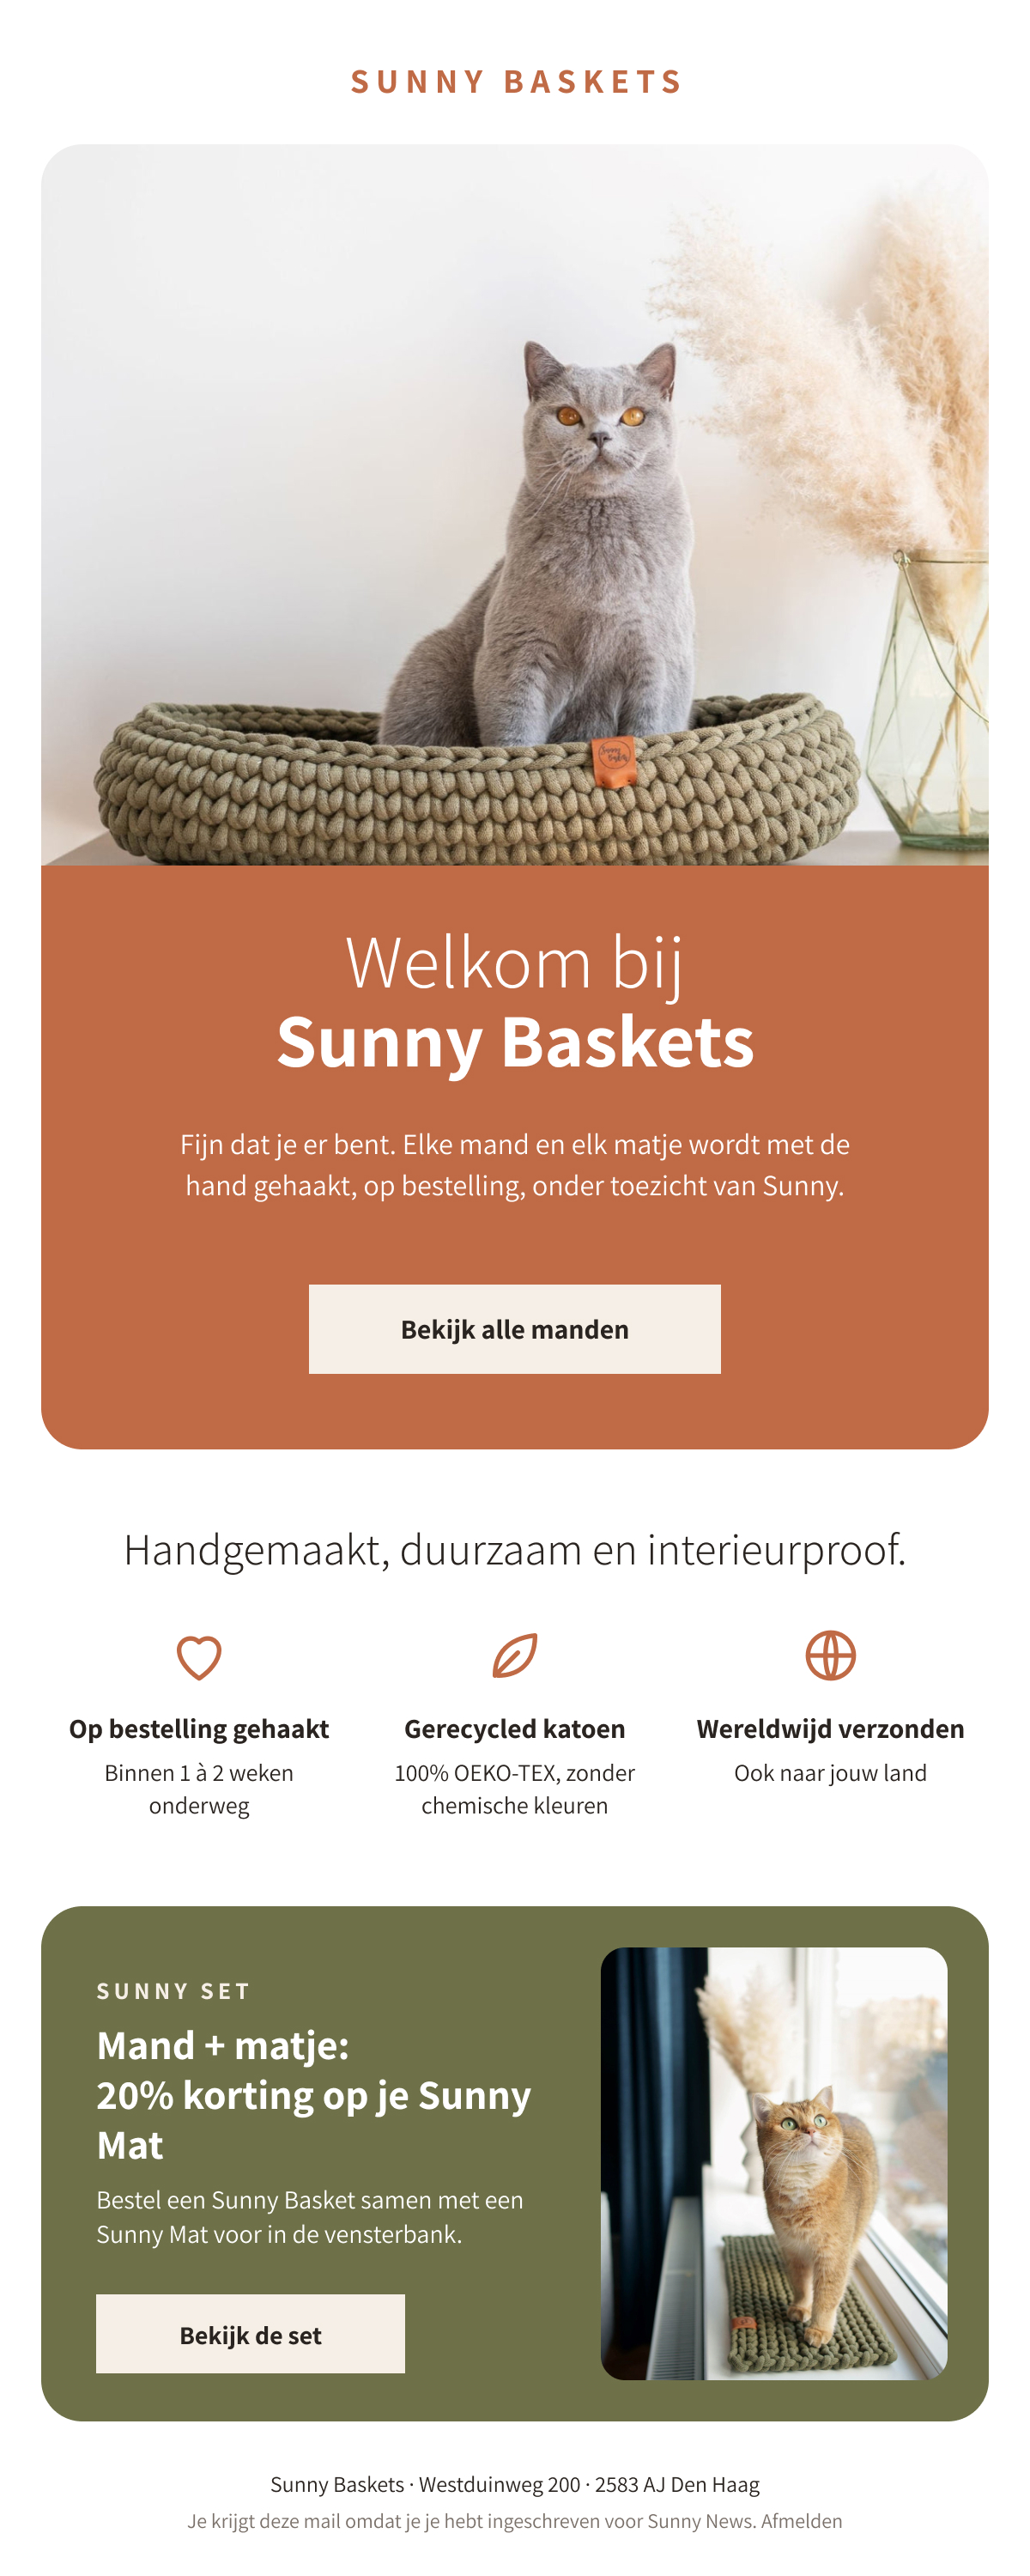 SUNNY BASKETS
Welkom bij
Sunny Baskets
Fijn dat je er bent. Elke mand en elk matje wordt met de
hand gehaakt, op bestelling, onder toezicht van Sunny.
Bekijk alle manden
Handgemaakt, duurzaam en interieurproof.
Op bestelling gehaakt
Binnen 1 à 2 weken
onderweg
Gerecycled katoen
100% OEKO-TEX, zonder
chemische kleuren
Wereldwijd verzonden
Ook naar jouw land
SUNNY SET
Mand + matje:
20% korting op je Sunny
Mat
Bestel een Sunny Basket samen met een
Sunny Mat voor in de vensterbank.
Bekijk de set
Sunny Baskets · Westduinweg 200 · 2583 AJ Den Haag
Je krijgt deze mail omdat je je hebt ingeschreven voor Sunny News. Afmelden